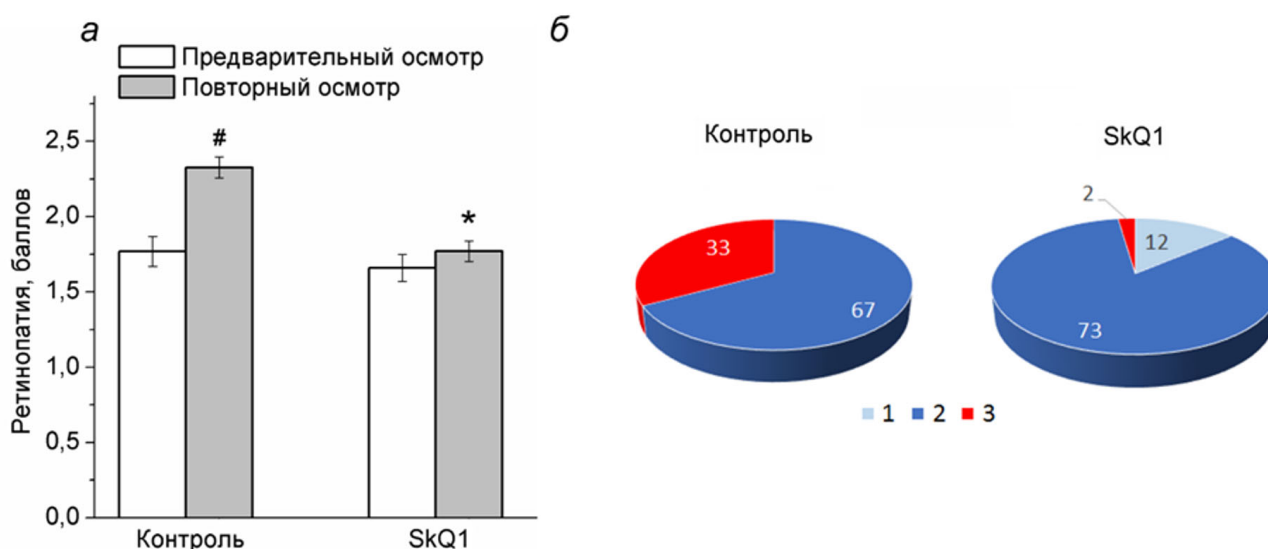 а
Предварительный осмотр
Повторный осмотр
Ретинопатия, баллов
2,5
2,0
1,5
1,0
0,5
0,0
#
*
Контроль
SkQ1
б
Контроль
SkQ1
33
67
2
12
73
1 2 3